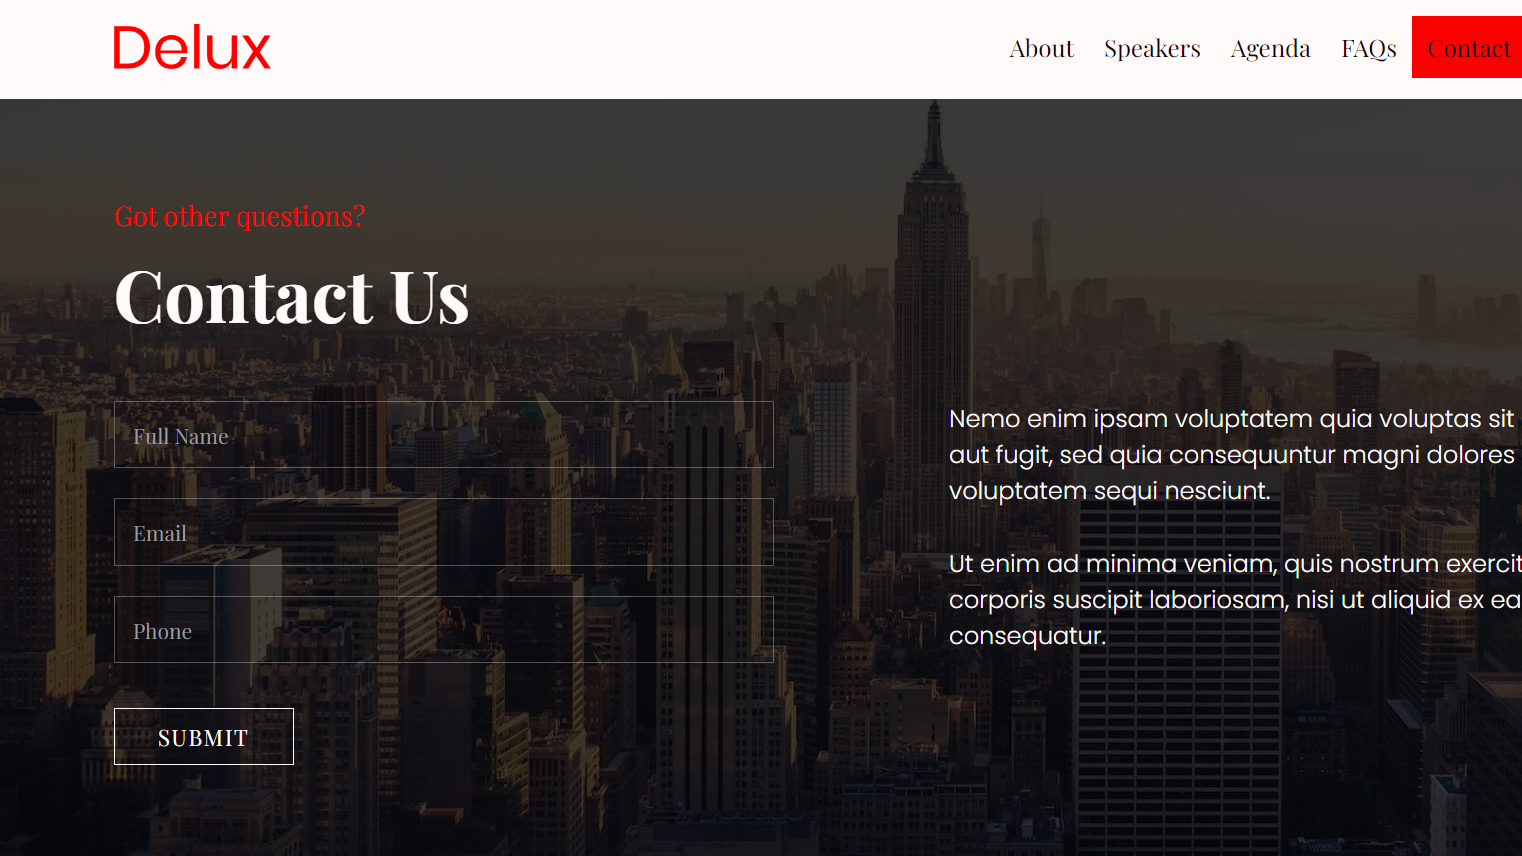 Delux
About Speakers Agenda FAQs Contact
Got other questions?
Contact Us
Full Name
Email
Phone
SUBMIT
Nemo enim ipsam voluptatem quia voluptas sit
aut fugit, sed quia consequuntur magni dolores
voluptatem sequi nesciunt.
Ut enim ad minima veniam, quis nostrum exercit
corporis suscipit laboriosam, nisi ut aliquid ex ea
consequatur.